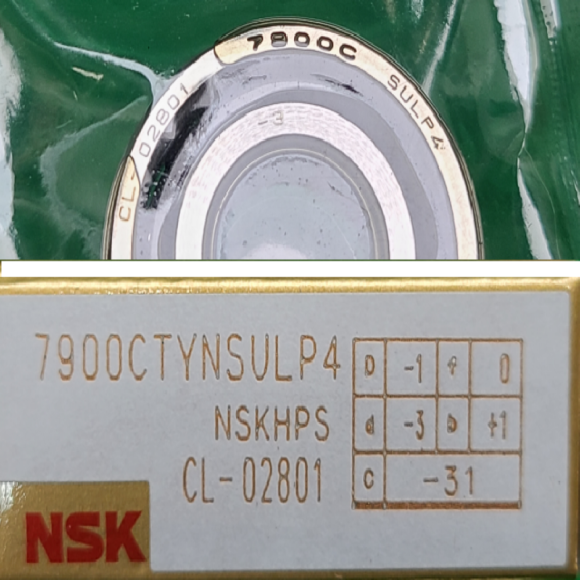 7900C SULP4
CL-02801
-3
7900CTYNSULP4
NSKHPS
CL-02801
D -1 f 0
d -3 b +1
C -31
NSK